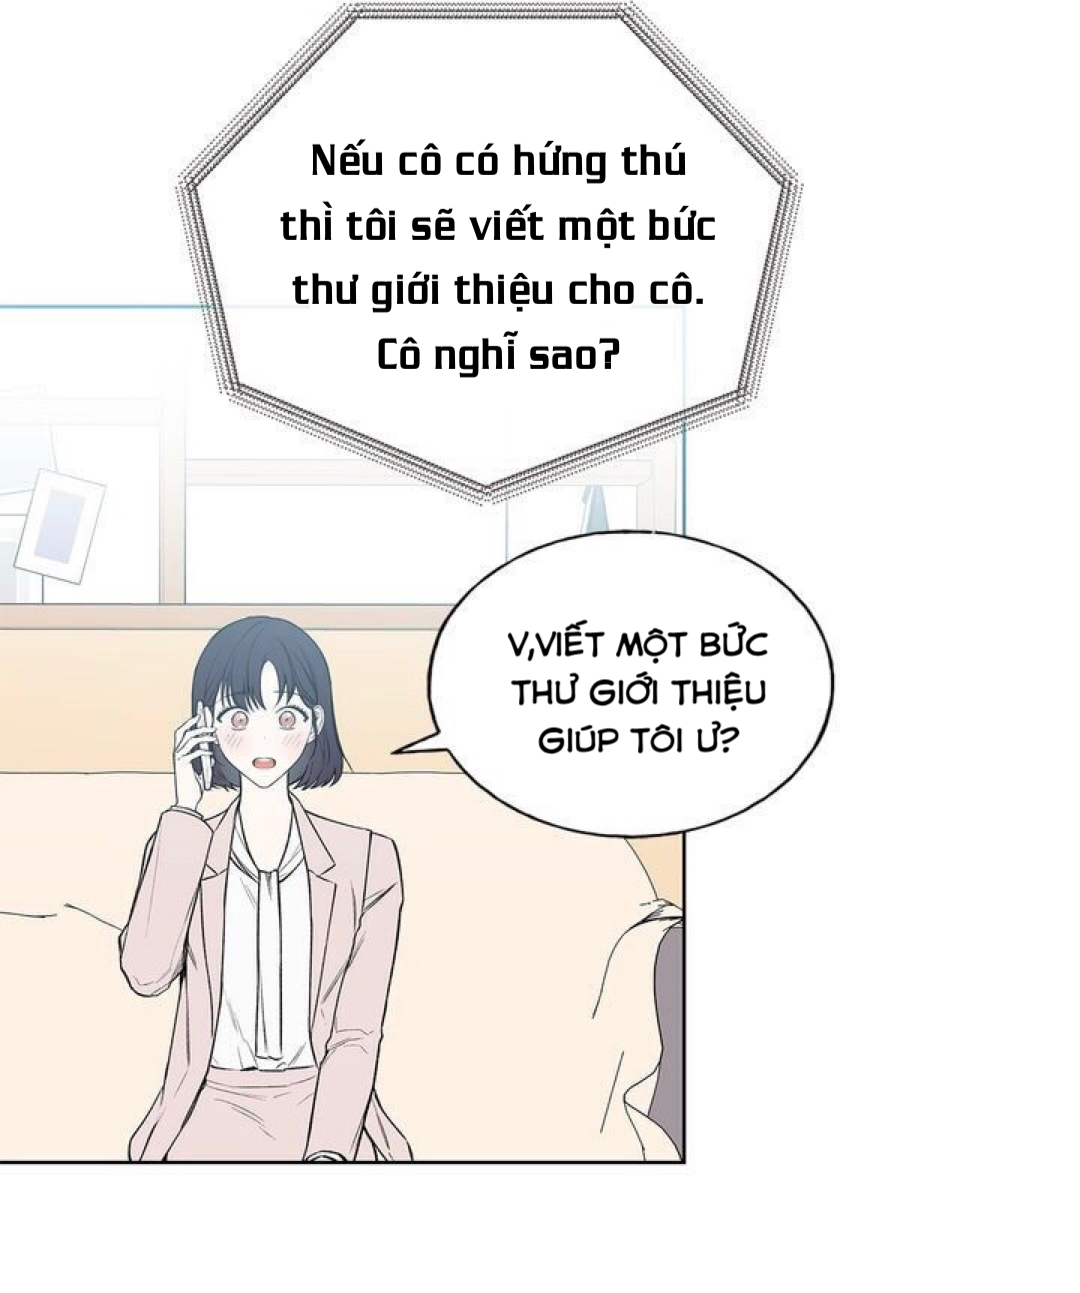 Nếu cô có hứng thú
thì tôi sẽ viết một bức
thư giới thiệu cho cô.
Cô nghĩ sao?
V,VIẾT MỘT BỨC
THƯ GIỚI THIỆU
GIÚP TÔI Ư?